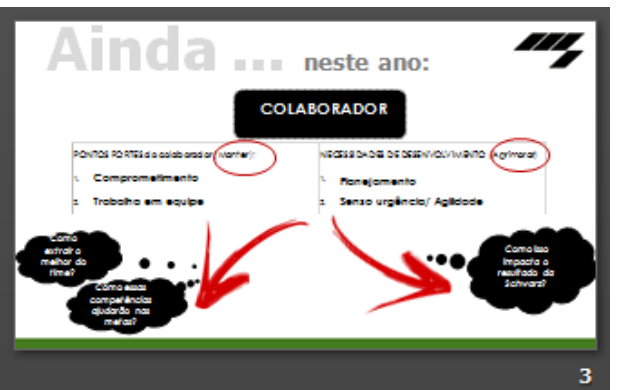 Ainda ... neste ano:
COLABORADOR
PONTOS FORTES do colaborador (Manter):
1. Comprometimento
2. Trabalho em equipe
NECESSIDADES DE DESENVOLVIMENTO (Aprimorar)
1. Planejamento
2. Senso urgência/ Agilidade
Como
extrair o
melhor do
time?
Como essas
competências
ajudarão nas
metas?
Como isso
impacta o
resultado da
Schwarz?
3